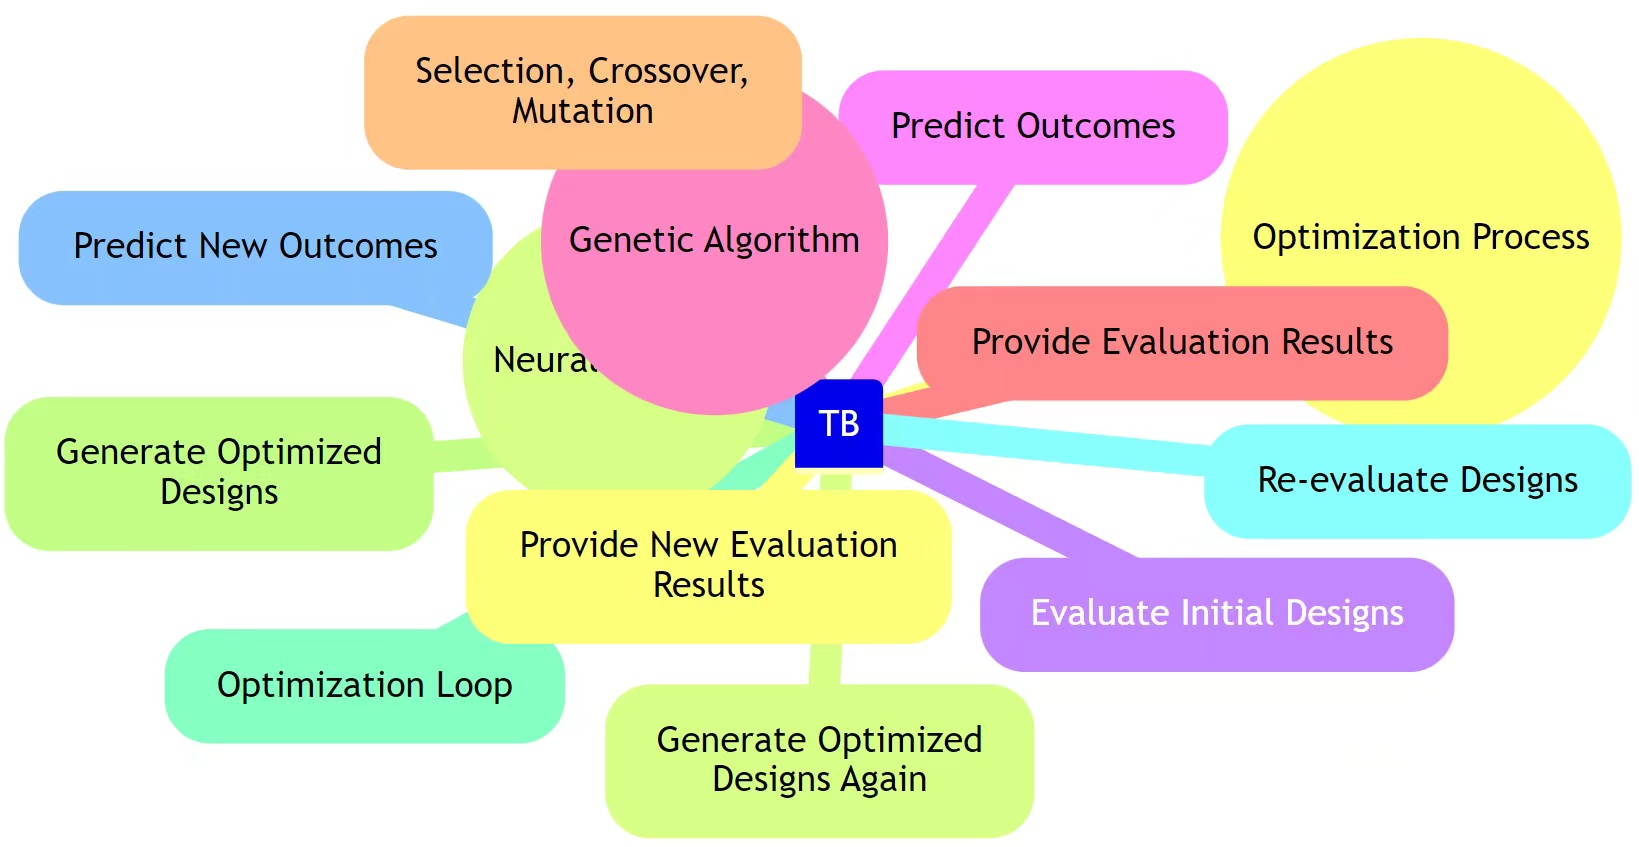 Selection, Crossover,
Mutation
Predict Outcomes
Optimization Process
Predict New Outcomes
Genetic Algorithm
Provide Evaluation Results
TB
Generate Optimized
Designs
Re-evaluate Designs
Provide New Evaluation
Results
Evaluate Initial Designs
Optimization Loop
Generate Optimized
Designs Again